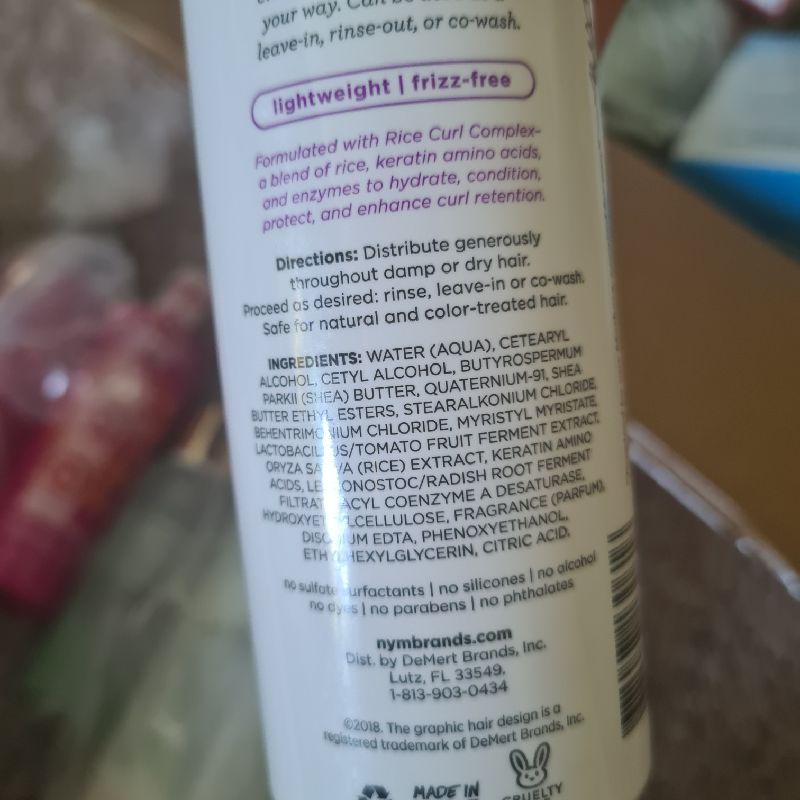 your way. Can be
leave-in, rinse-out, or co-wash.
lightweight | frizz-free
Formulated with Rice Curl Complex-
a blend of rice, keratin amino acids,
and enzymes to hydrate, condition,
protect, and enhance curl retention.
Directions: Distribute generously
throughout damp or dry hair.
Proceed as desired: rinse, leave-in or co-wash.
Safe for natural and color-treated hair.
INGREDIENTS: WATER (AQUA), CETEARYL
ALCOHOL, CETYL ALCOHOL, BUTYROSPERMUM
PARKII (SHEA) BUTTER, QUATERNIUM-91, SHEA
BUTTER ETHYL ESTERS, STEARALKONIUM CHLORIDE,
BEHENTRIMONIUM CHLORIDE, MYRISTYL MYRISTATE,
LACTOBACILLUS/TOMATO FRUIT FERMENT EXTRACT,
ORYZA SATIVA (RICE) EXTRACT, KERATIN AMINO
ACIDS, LEUCONOSTOC/RADISH ROOT FERMENT
FILTRATE, ACYL COENZYME A DESATURASE,
HYDROXYETHYLCELLULOSE, FRAGRANCE (PARFUM),
DISODIUM EDTA, PHENOXYETHANOL,
ETHYLHEXYLGLYCERIN, CITRIC ACID.
no sulfate surfactants | no silicones | no alcohol
no dyes | no parabens | no phthalates
nymbrands.com
Dist. by DeMert Brands, Inc.
Lutz, FL 33549.
1-813-903-0434
©2018. The graphic hair design is a
registered trademark of DeMert Brands, Inc.
MADE IN
CRUELTY